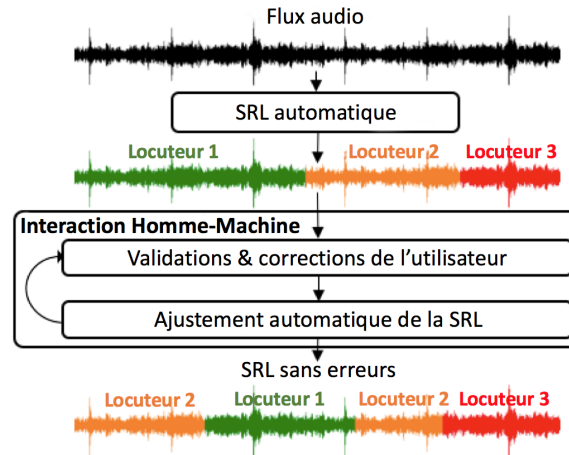 Flux audio
SRL automatique
Locuteur 1 Locuteur 2 Locuteur 3
Interaction Homme-Machine
Validations & corrections de l'utilisateur
Ajustement automatique de la SRL
SRL sans erreurs
Locuteur 2 Locuteur 1 Locuteur 2 Locuteur 3